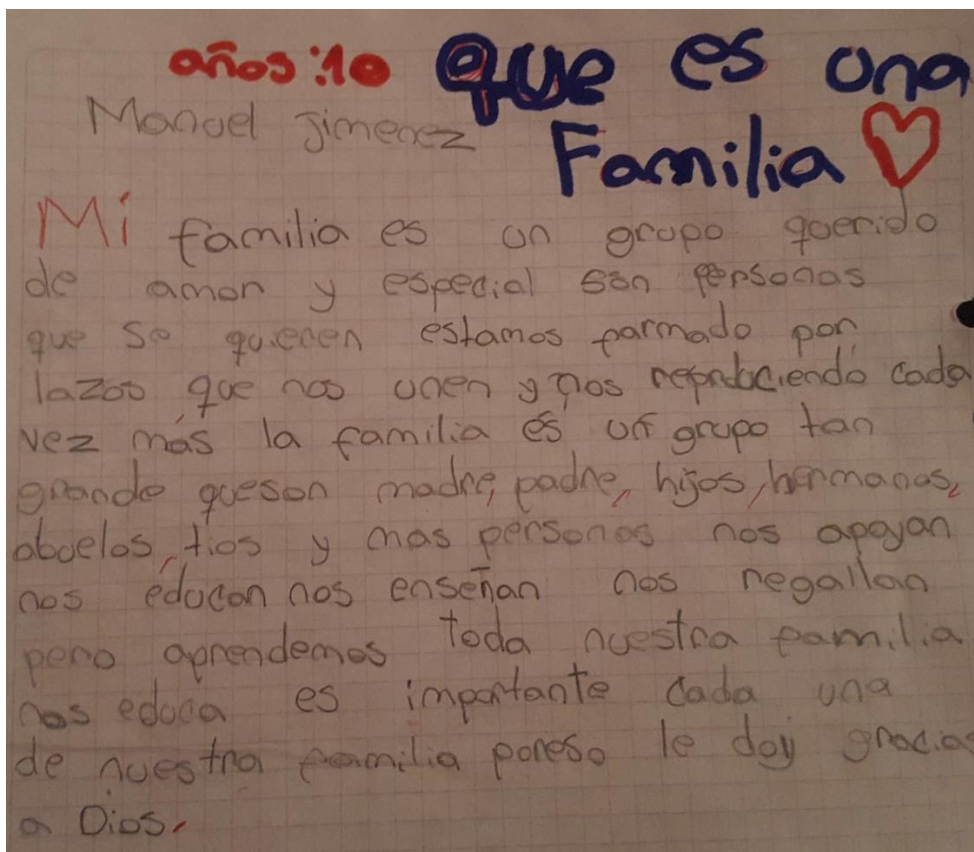 años:10 que es una
Manuel Jimenez Familia
Mi familia es un grupo querido
de amor y especial son personas
que se quieren estamos formado por
lazos que nos unen y nos reproduciendo cada
vez más la familia es un grupo tan
grande queson madre, padre, hijos, hermanos,
abuelos, tios y mas personas nos apoyan
nos educan nos enseñan nos regallan
pero aprendemos toda nuestra familia
nos educa es importante cada una
de nuestra familia poreso le doy gracias
a Dios.